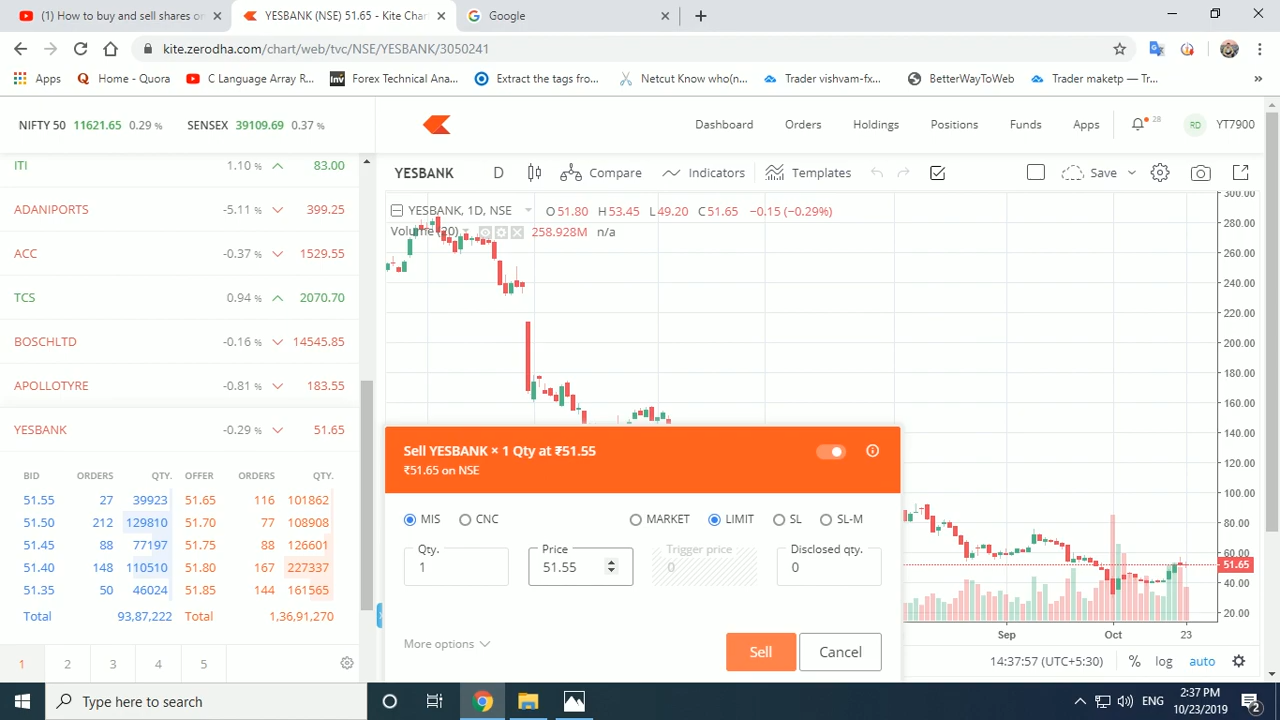 (1) How to buy and sell shares or
YESBANK (NSE) 51.65 - Kite Char
Google
kite.zerodha.com/chart/web/tvc/NSE/YESBANK/3050241
Apps
Home - Quora
C Language Array R...
Forex Technical Ana...
Extract the tags from...
Netcut Know who(n...
Trader vishvam-fx...
BetterWayToWeb
Trader maketp — Tr...
»
NIFTY 50 11621.65 0.29 % SENSEX 39109.69 0.37 %
Dashboard Orders Holdings Positions Funds Apps 28 RD YT7900
ITI 1.10 % 83.00
ADANIPORTS -5.11 % 399.25
ACC -0.37 % 1529.55
TCS 0.94 % 2070.70
BOSCHLTD -0.16 % 14545.85
APOLLOTYRE -0.81 % 183.55
YESBANK -0.29 % 51.65
BID ORDERS QTY. OFFER ORDERS QTY.
51.55 27 39923 51.65 116 101862
51.50 212 129810 51.70 77 108908
51.45 88 77197 51.75 88 126601
51.40 148 110510 51.80 167 227337
51.35 50 46024 51.85 144 161565
Total 93,87,222 Total 1,36,91,270
1 2 3 4 5
YESBANK D Compare Indicators Templates Save
YESBANK, 1D, NSE O51.80 H53.45 L49.20 C51.65 −0.15 (−0.29%)
Volume (20) 258.928M n/a
300.00
280.00
260.00
240.00
220.00
200.00
180.00
160.00
140.00
120.00
100.00
80.00
60.00
51.65
40.00
20.00
Sep Oct 23
14:37:57 (UTC+5:30) % log auto
Sell YESBANK × 1 Qty at ₹51.55
₹51.65 on NSE
MIS CNC MARKET LIMIT SL SL-M
Qty. Price Trigger price Disclosed qty.
1 51.55 0 0
More options Sell Cancel
Type here to search
ENG
2:37 PM
10/23/2019
2